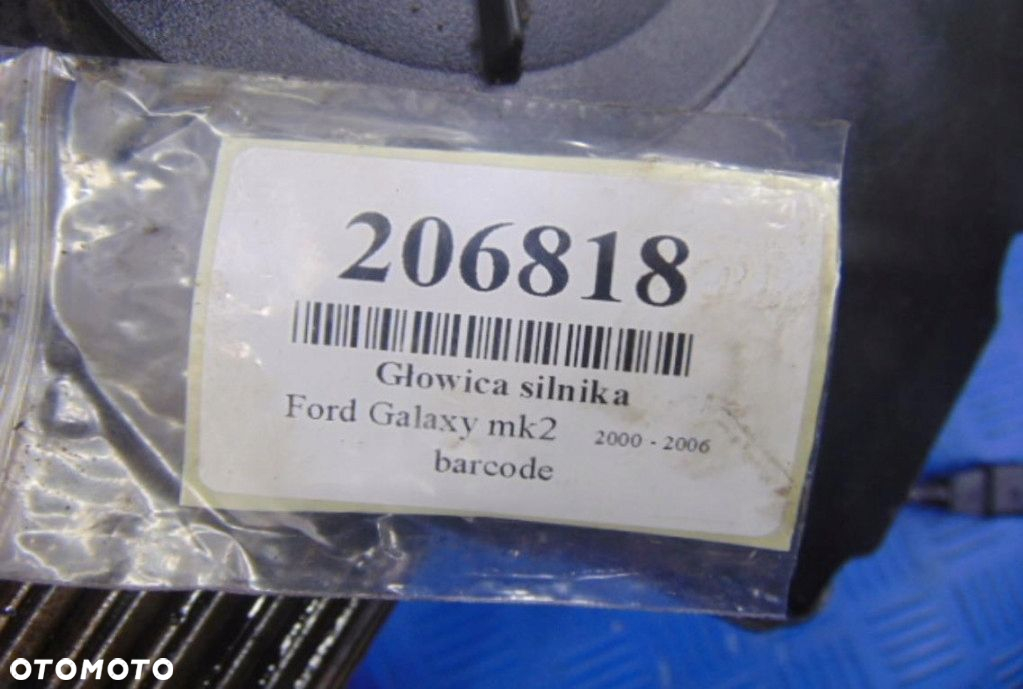 206818
Głowica silnika
Ford Galaxy mk2 2000 - 2006
barcode
OTOMOTO